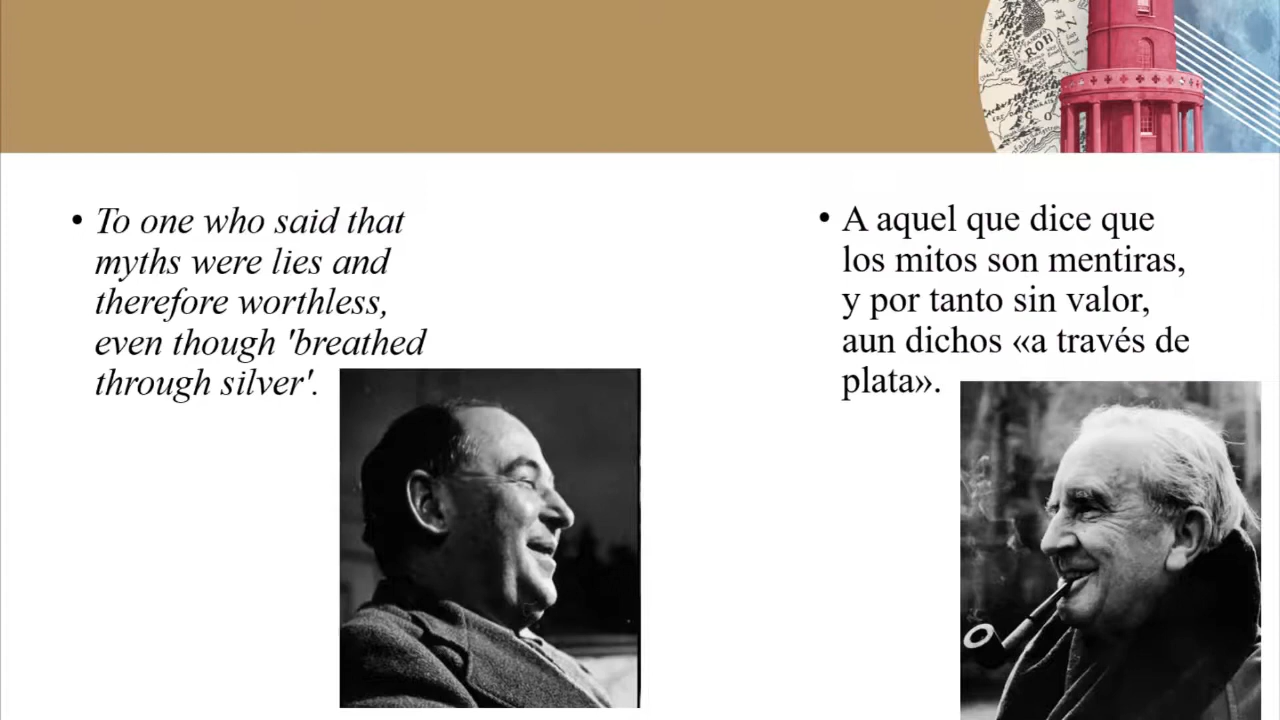 ROHAN
• To one who said that
myths were lies and
therefore worthless,
even though 'breathed
through silver'.
• A aquel que dice que
los mitos son mentiras,
y por tanto sin valor,
aun dichos «a través de
plata».